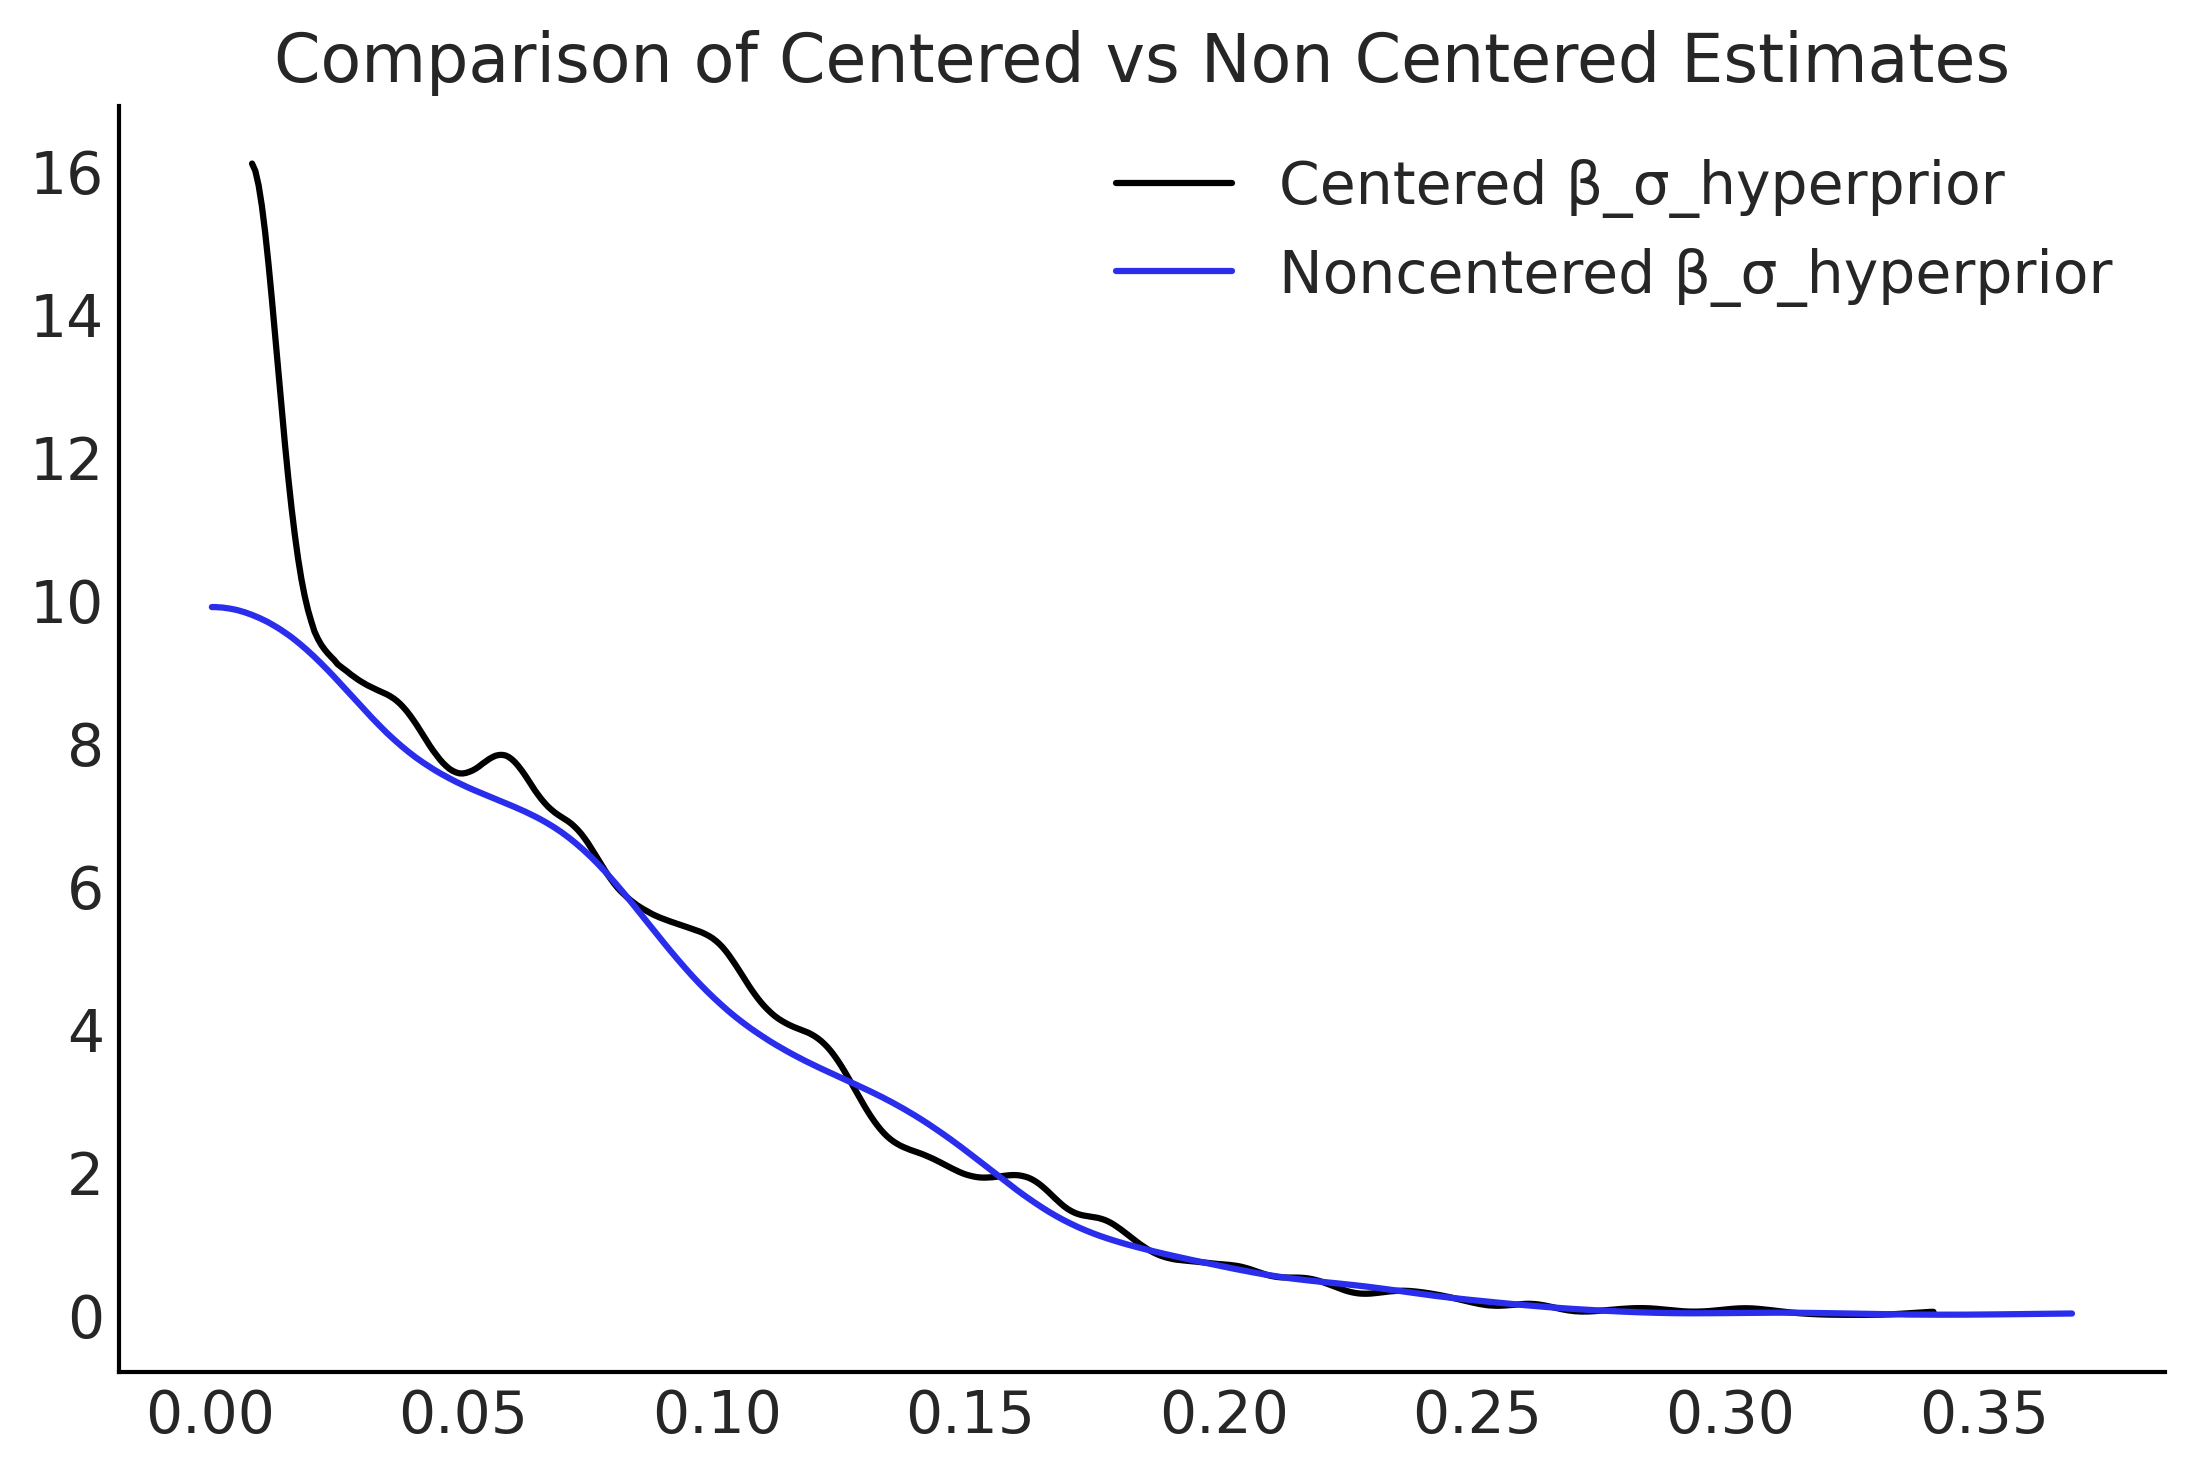 Comparison of Centered vs Non Centered Estimates
16
14
12
10
8
6
4
2
0
Centered β_σ_hyperprior
Noncentered β_σ_hyperprior
0.00 0.05 0.10 0.15 0.20 0.25 0.30 0.35